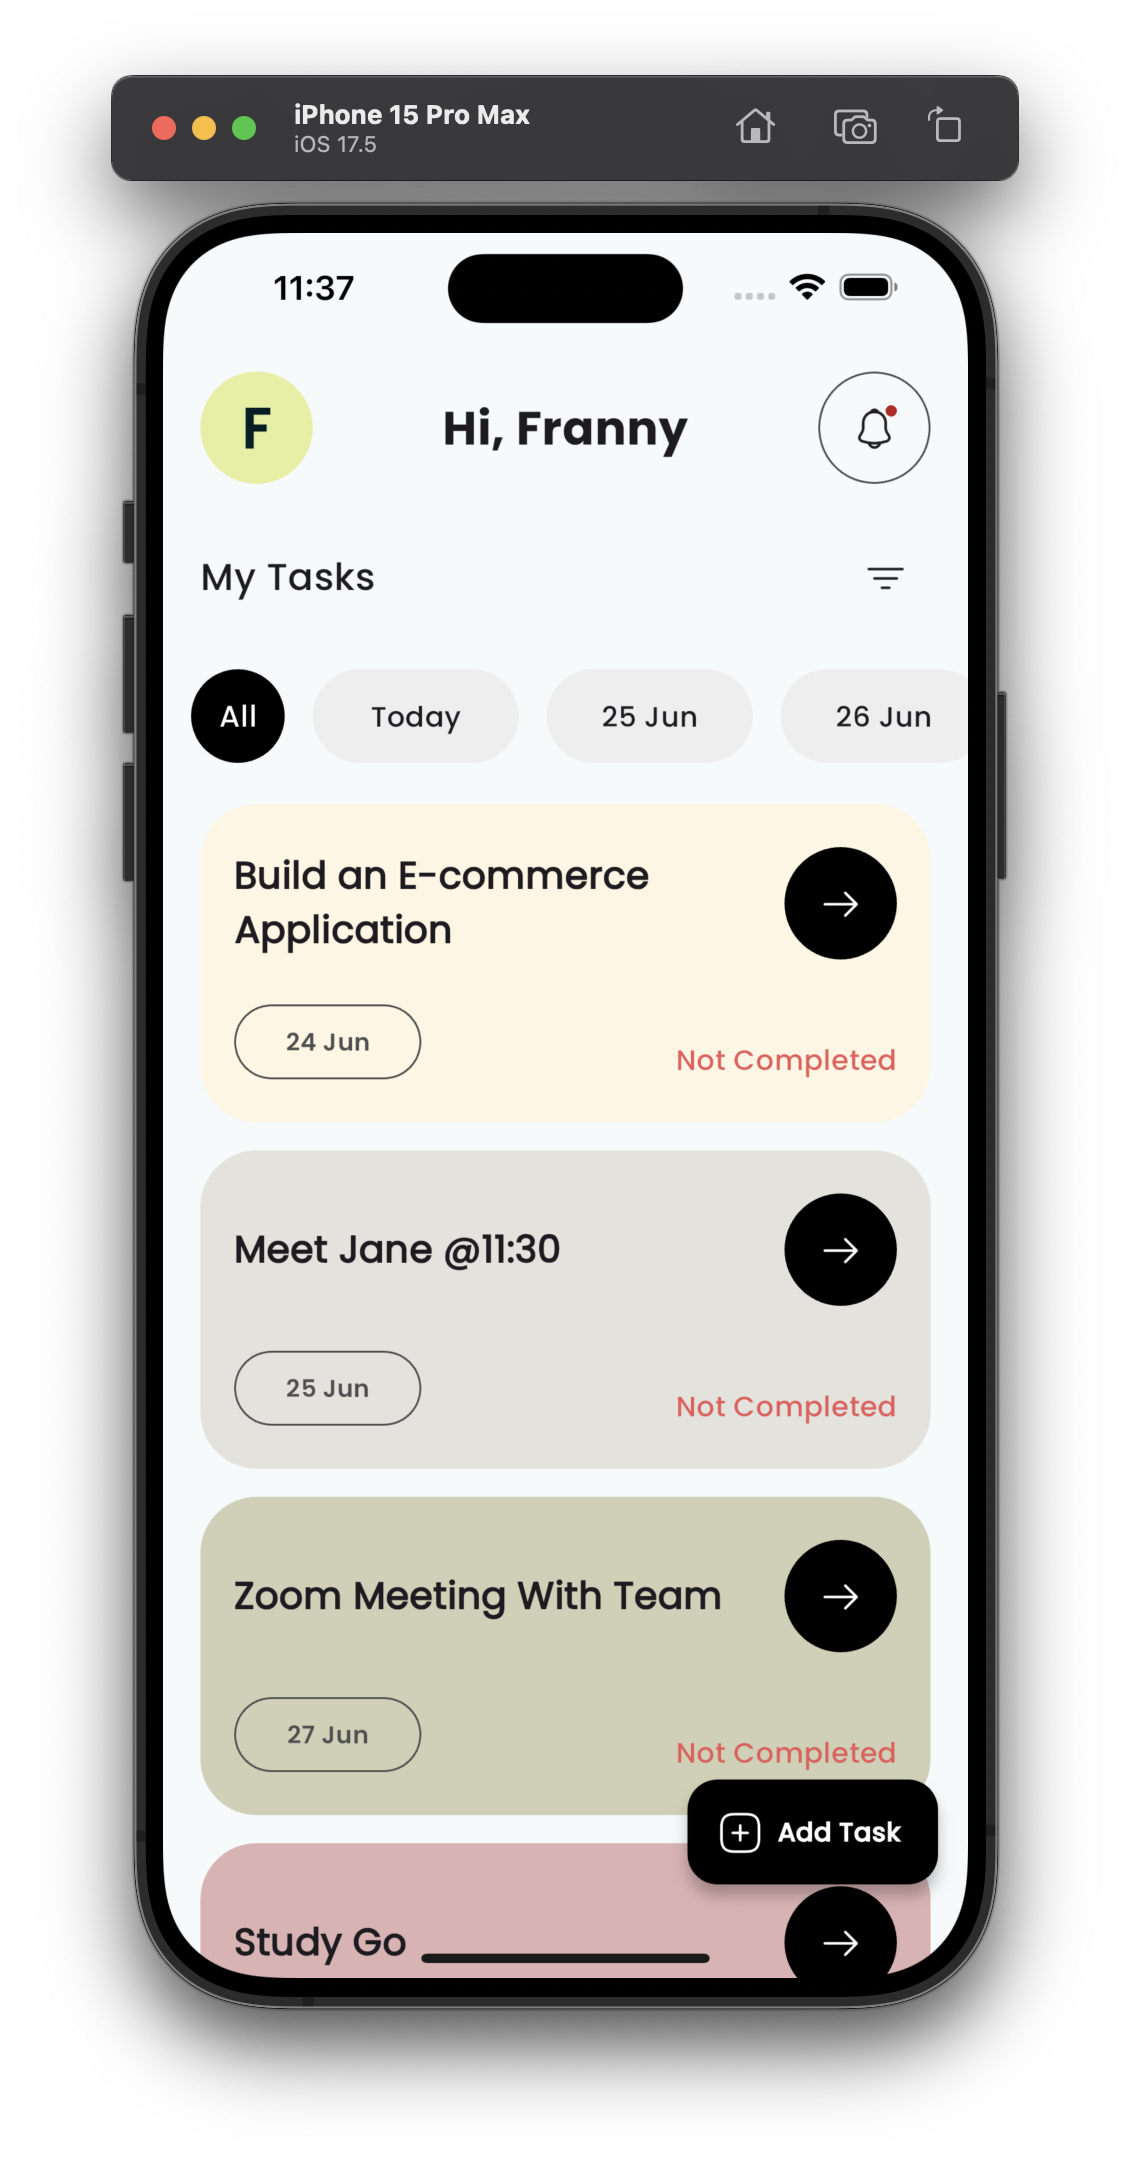 iPhone 15 Pro Max
iOS 17.5
11:37
F
Hi, Franny
My Tasks
All
Today
25 Jun
26 Jun
Build an E-commerce
Application
24 Jun
Not Completed
Meet Jane @11:30
25 Jun
Not Completed
Zoom Meeting With Team
27 Jun
Not Completed
Add Task
Study Go